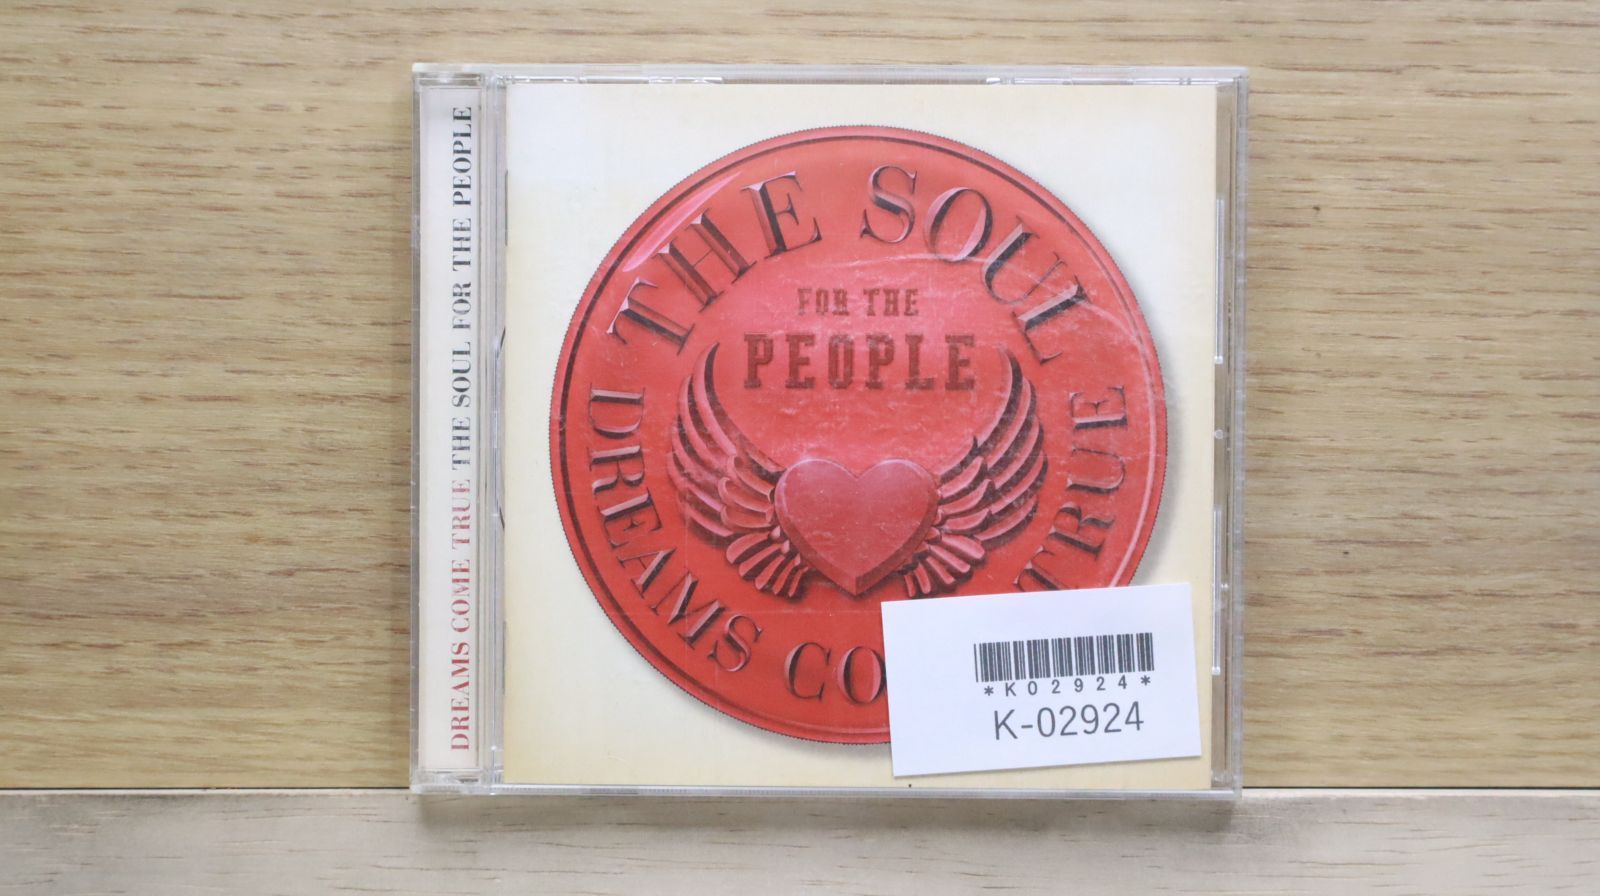 DREAMS COME TRUE THE SOUL FOR THE PEOPLE
THE SOUL
FOR THE
PEOPLE
DREAMS CO TRUE
*K02924*
K-02924